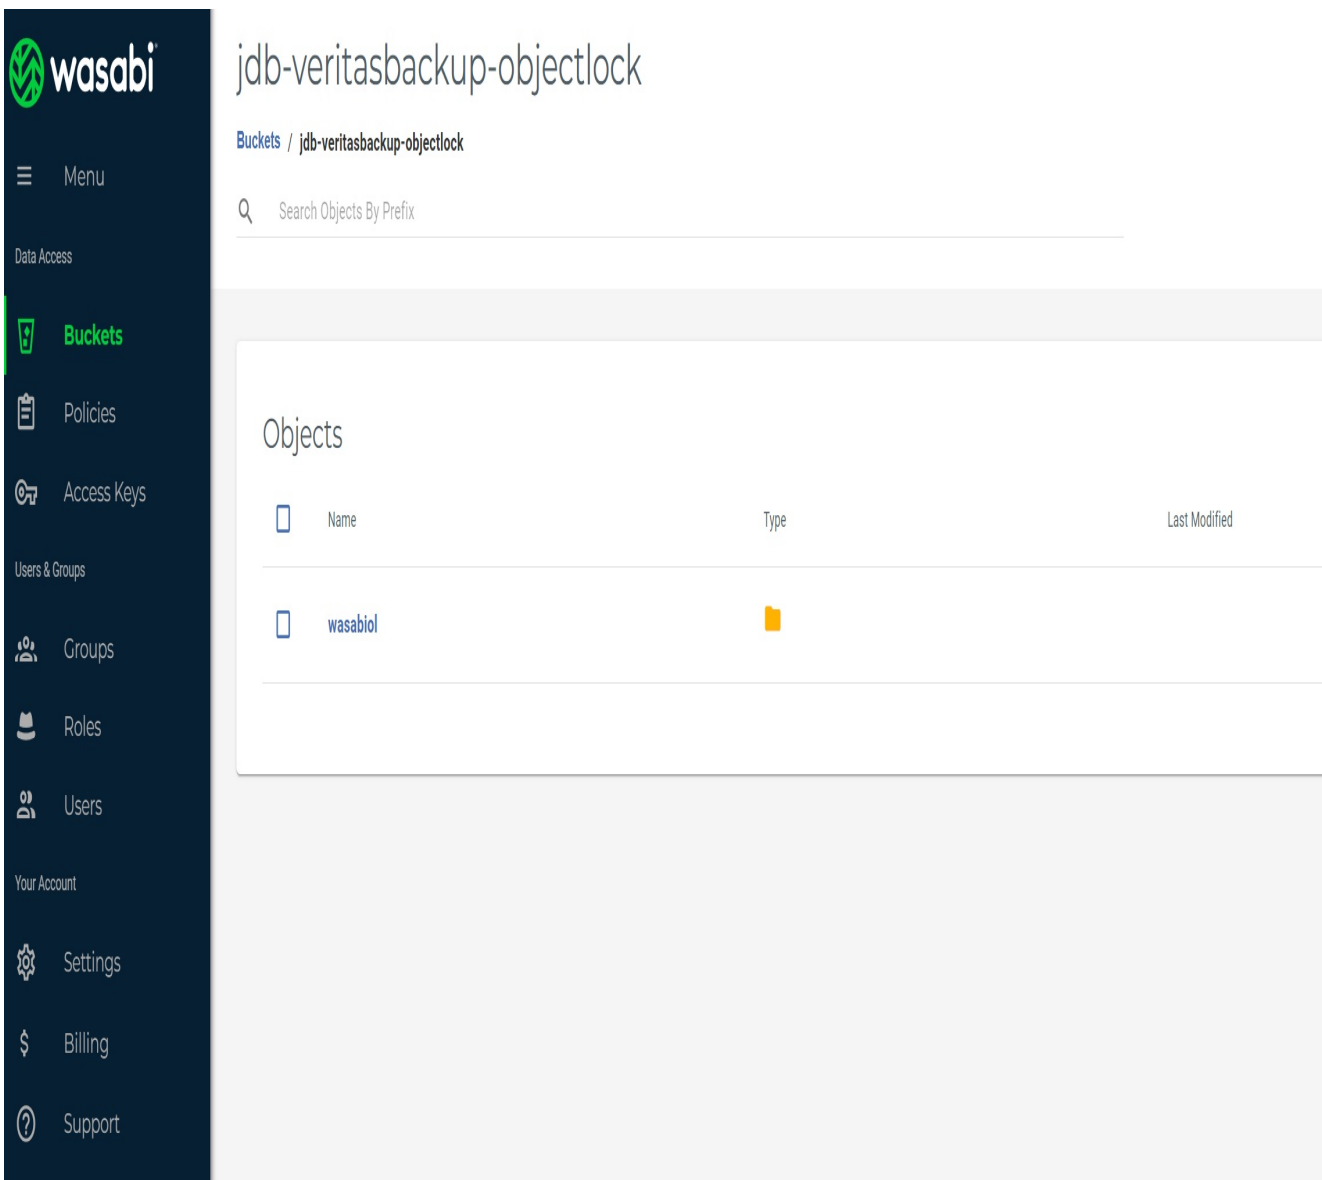 wasabi
Menu
Data Access
Buckets
Policies
Access Keys
Users & Groups
Groups
Roles
Users
Your Account
Settings
Billing
Support
jdb-veritasbackup-objectlock
Buckets / jdb-veritasbackup-objectlock
Search Objects By Prefix
Objects
Name Type Last Modified
wasabiol